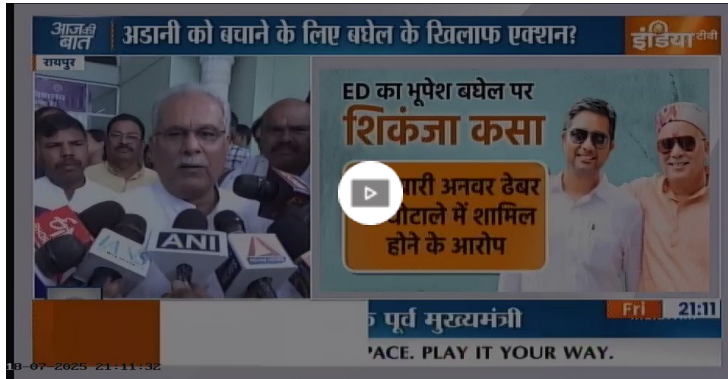 आज की बात
अडानी को बचाने के लिए बघेल के खिलाफ एक्शन?
इंडिया टीवी
रायपुर
ED का भूपेश बघेल पर
शिकंजा कसा
अनवर ढेबर
में शामिल
होने के आरोप
IANS
ANI
पूर्व मुख्यमंत्री
Fri 21:11
PACE. PLAY IT YOUR WAY.
18-07-2025 21:11:32